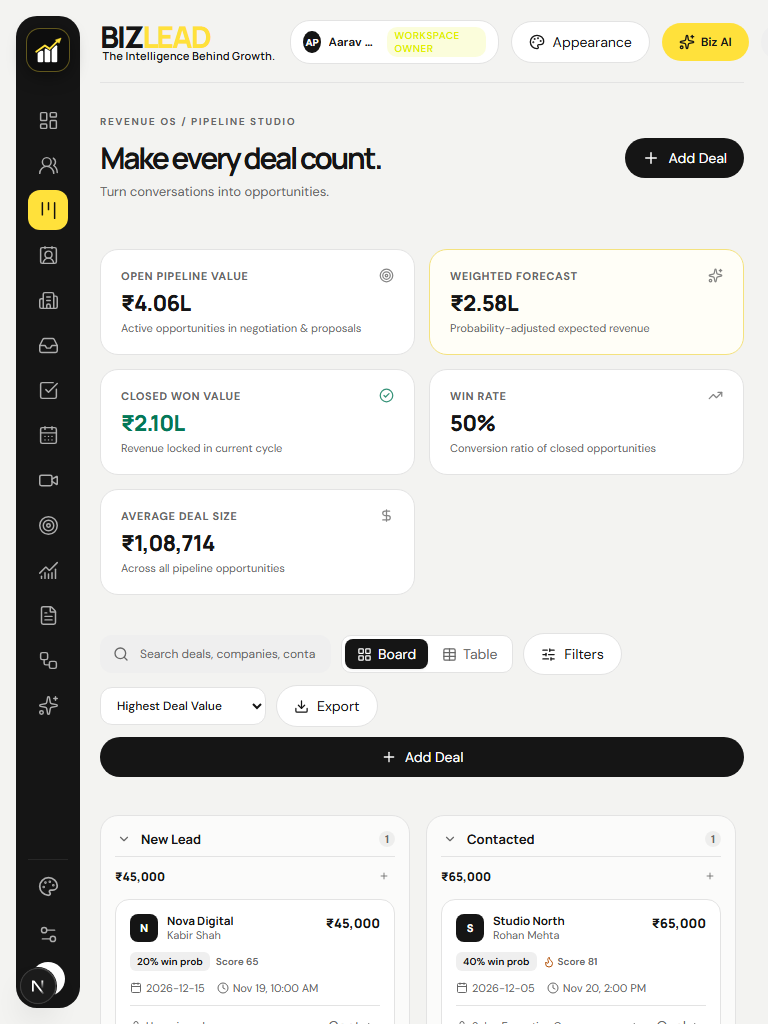 BIZLEAD
The Intelligence Behind Growth.
AP
Aarav ...
WORKSPACE
OWNER
Appearance
Biz AI
REVENUE OS / PIPELINE STUDIO
Make every deal count.
Add Deal
Turn conversations into opportunities.
OPEN PIPELINE VALUE
₹4.06L
Active opportunities in negotiation & proposals
WEIGHTED FORECAST
₹2.58L
Probability-adjusted expected revenue
CLOSED WON VALUE
₹2.10L
Revenue locked in current cycle
WIN RATE
50%
Conversion ratio of closed opportunities
AVERAGE DEAL SIZE
₹1,08,714
Across all pipeline opportunities
Search deals, companies, conta
Board
Table
Filters
Highest Deal Value
Export
Add Deal
New Lead
1
₹45,000
N
Nova Digital
Kabir Shah
₹45,000
20% win prob
Score 65
2026-12-15
Nov 19, 10:00 AM
Contacted
1
₹65,000
S
Studio North
Rohan Mehta
₹65,000
40% win prob
Score 81
2026-12-05
Nov 20, 2:00 PM
N